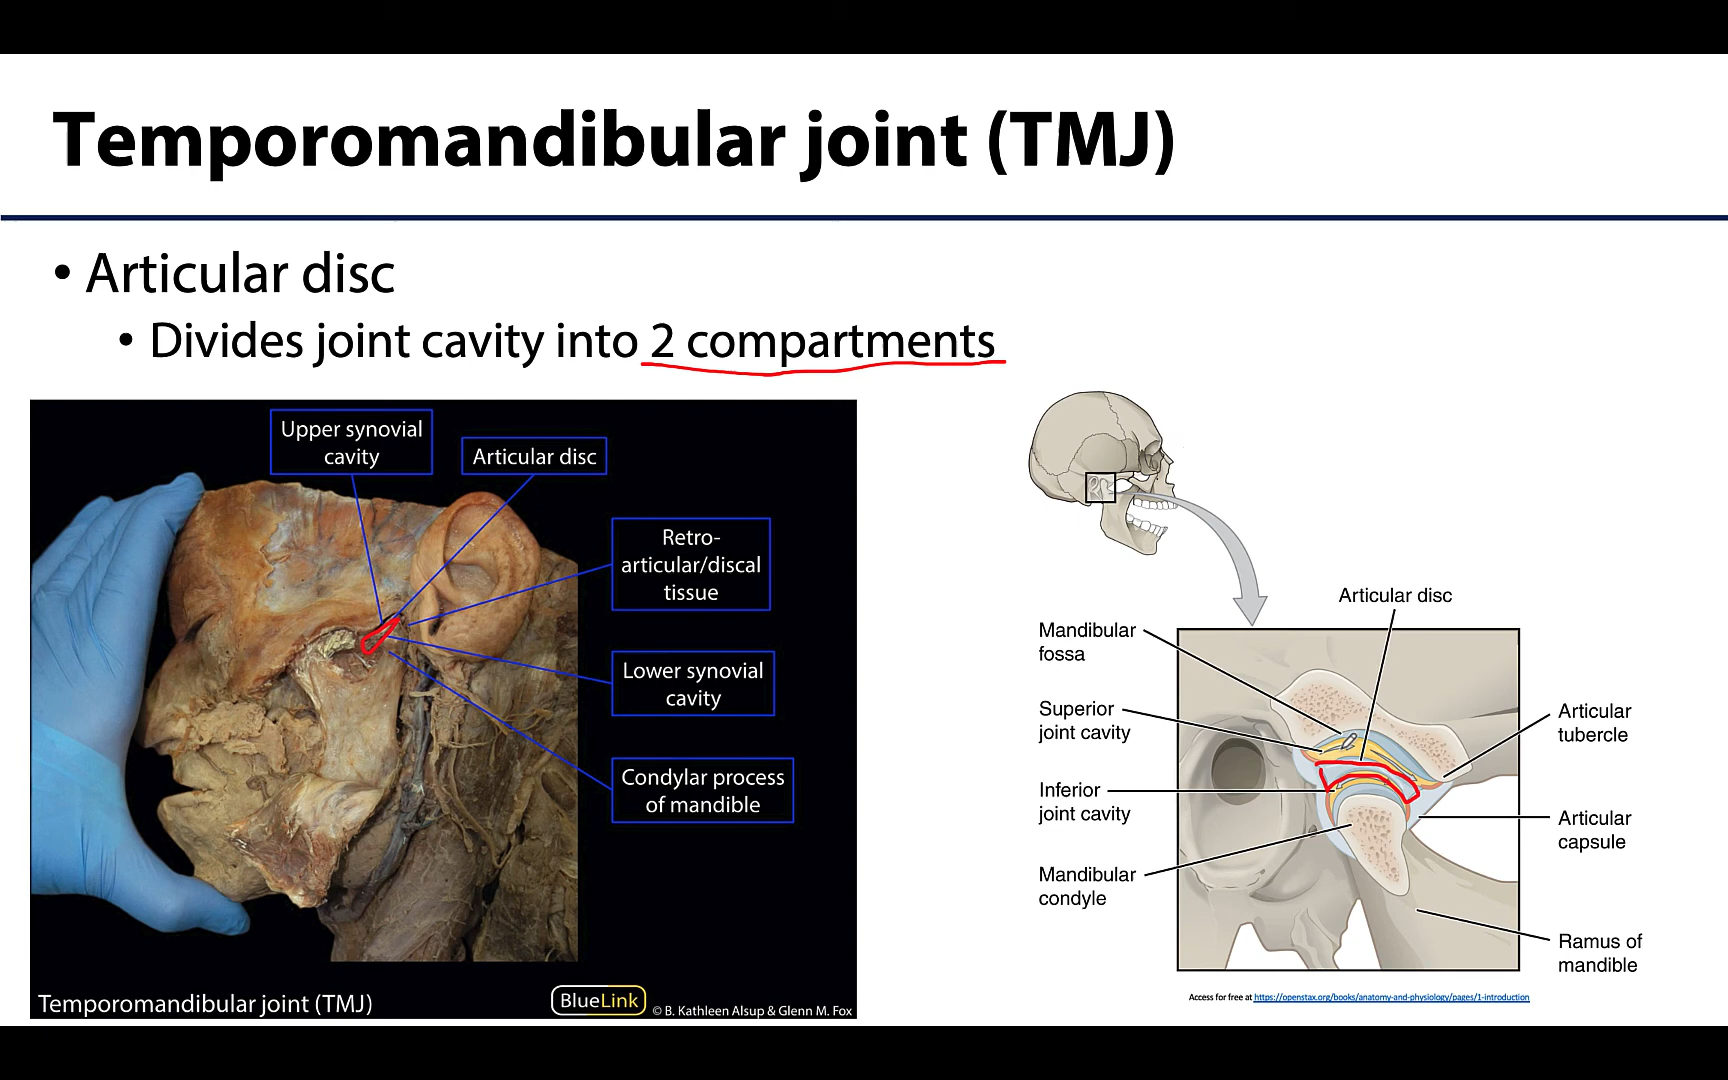 Temporomandibular joint (TMJ)
• Articular disc
• Divides joint cavity into 2 compartments
Upper synovial
cavity
Articular disc
Retro-
articular/discal
tissue
Lower synovial
cavity
Condylar process
of mandible
Temporomandibular joint (TMJ)
BlueLink
© B. Kathleen Alsup & Glenn M. Fox
Articular disc
Mandibular
fossa
Superior
joint cavity
Inferior
joint cavity
Mandibular
condyle
Articular
tubercle
Articular
capsule
Ramus of
mandible
Access for free at https://openstax.org/books/anatomy-and-physiology/pages/1-introduction